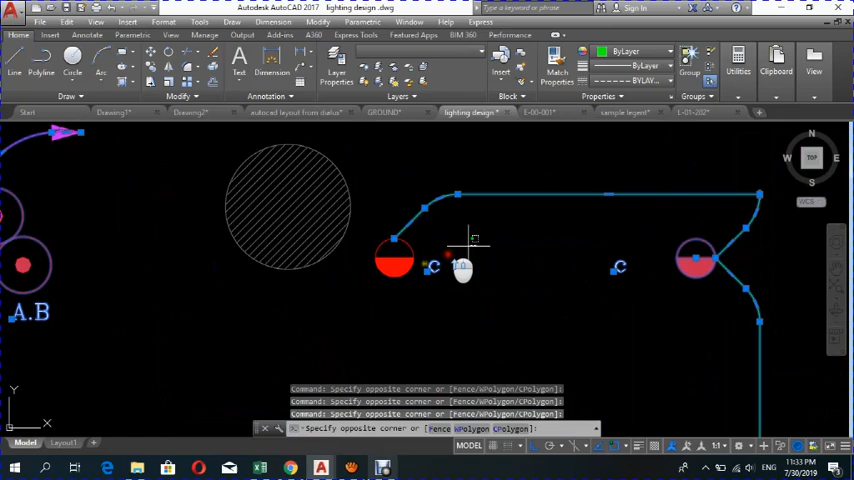 Autodesk AutoCAD 2017 lighting design .dwg
Type a keyword or phrase
Sign In
File Edit View Insert Format Tools Draw Dimension Modify Parametric Window Help Express
Home Insert Annotate Parametric View Manage Output Add-ins A360 Express Tools Featured Apps BIM 360 Performance
Line Polyline Circle Arc
Text Dimension
Layer Properties
Insert
Match Properties
ByLayer
ByLayer
BYLAY...
Group
Utilities
Clipboard
View
Draw Modify Annotation Layers Block Properties Groups
Start Drawing1* Drawing2* autocad layout from dialux* GROUND* lighting design * E-00-001* sample legent* E-01-202*
N
W TOP E
S
WCS
C
C
A.B
Y
X
Command: Specify opposite corner or [Fence/WPolygon/CPolygon]:
Command: Specify opposite corner or [Fence/WPolygon/CPolygon]:
Command: Specify opposite corner or [Fence/WPolygon/CPolygon]:
Specify opposite corner or [Fence WPolygon CPolygon]:
Model Layout1 +
MODEL 1:1
ENG
11:33 PM
7/30/2019